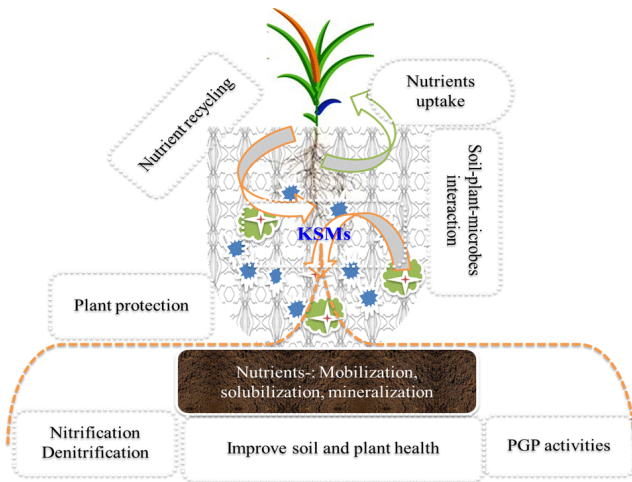 Nutrient recycling
Nutrients
uptake
Soil-plant-microbes
interaction
KSMs
Plant protection
Nutrients-: Mobilization,
solubilization, mineralization
Nitrification
Denitrification
Improve soil and plant health
PGP activities